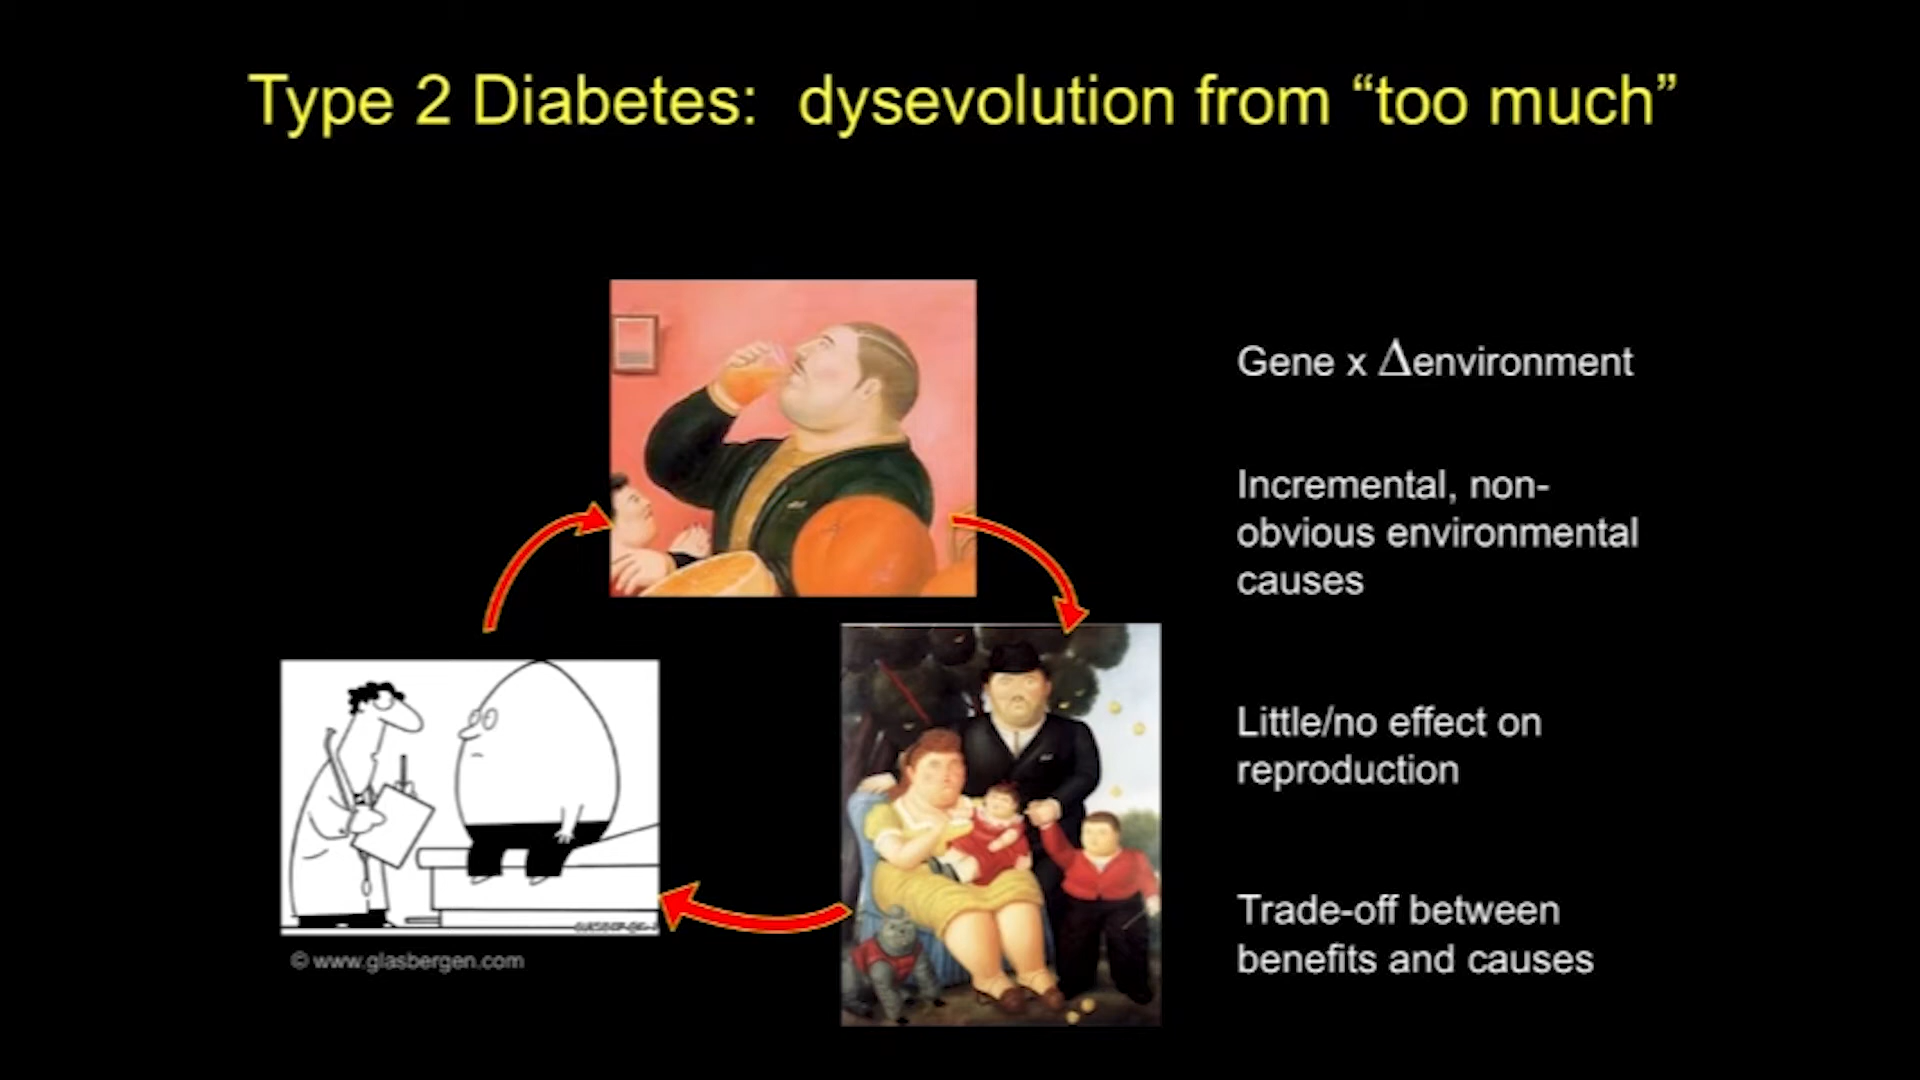 Type 2 Diabetes: dysevolution from “too much”
Gene x Δenvironment
Incremental, non-
obvious environmental
causes
Little/no effect on
reproduction
Trade-off between
benefits and causes
© www.glasbergen.com